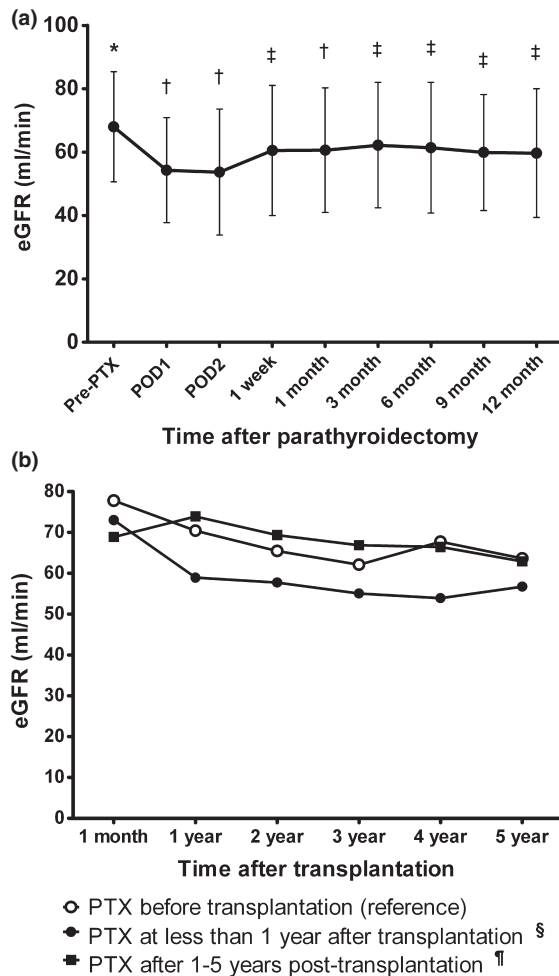 (a)
100
80
60
40
20
0
eGFR (ml/min)
* † † ‡ † ‡ ‡ ‡ ‡
Pre-PTX POD1 POD2 1 week 1 month 3 month 6 month 9 month 12 month
Time after parathyroidectomy
(b)
80
70
60
50
40
30
20
10
0
eGFR (ml/min)
1 month 1 year 2 year 3 year 4 year 5 year
Time after transplantation
PTX before transplantation (reference)
PTX at less than 1 year after transplantation §
PTX after 1-5 years post-transplantation ¶